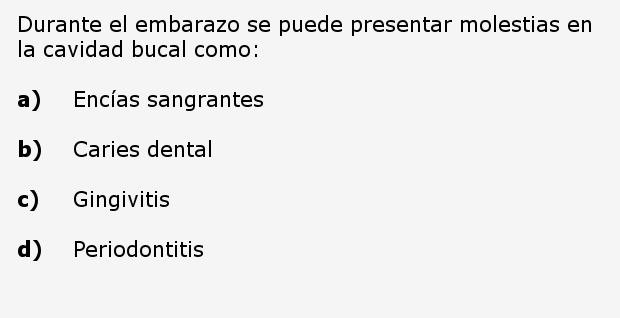 Durante el embarazo se puede presentar molestias en
la cavidad bucal como:
a) Encías sangrantes
b) Caries dental
c) Gingivitis
d) Periodontitis